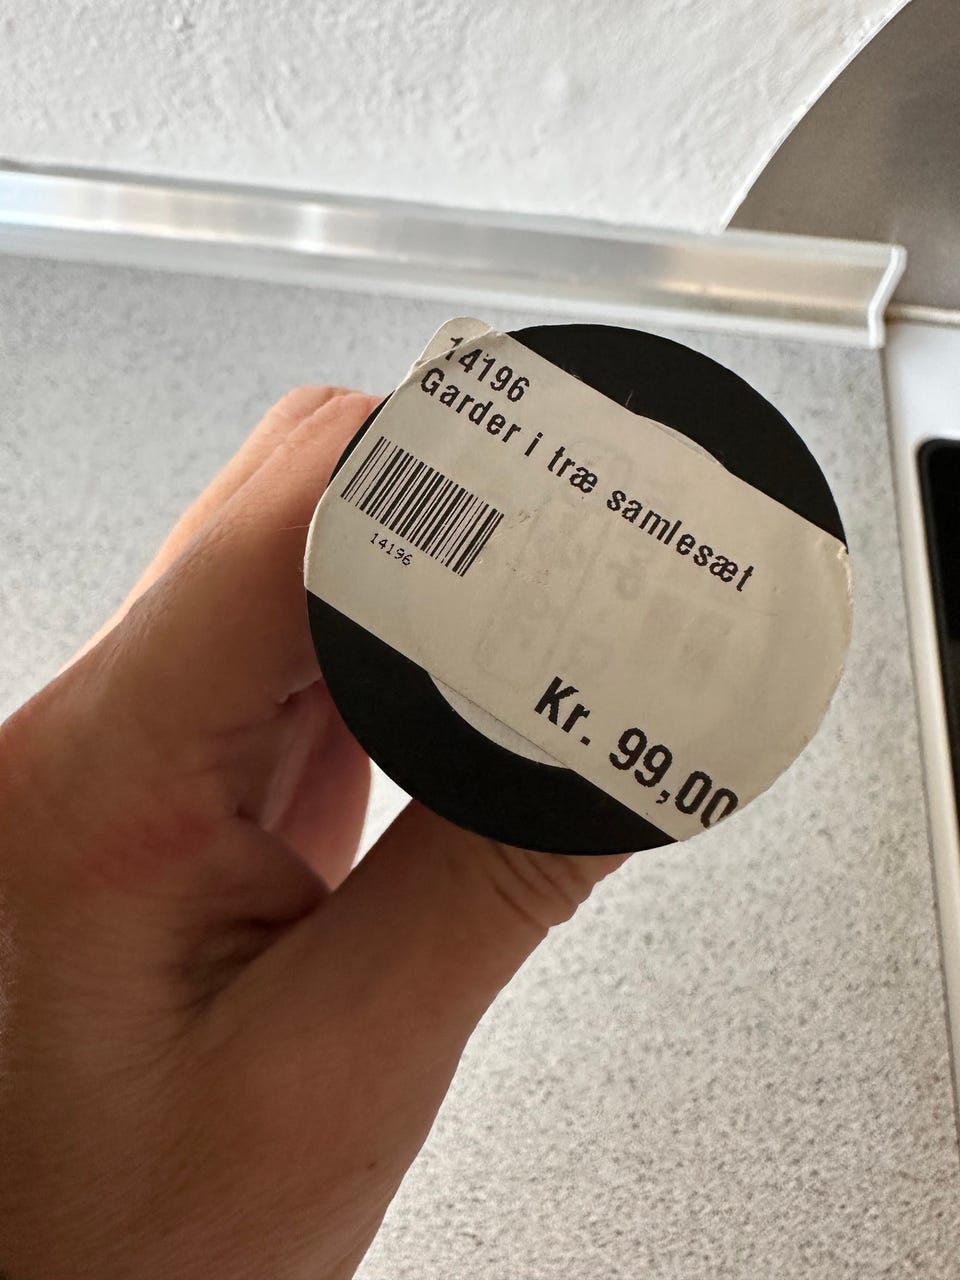 14196
Garder i træ samlesæt
14196
Kr. 99,00